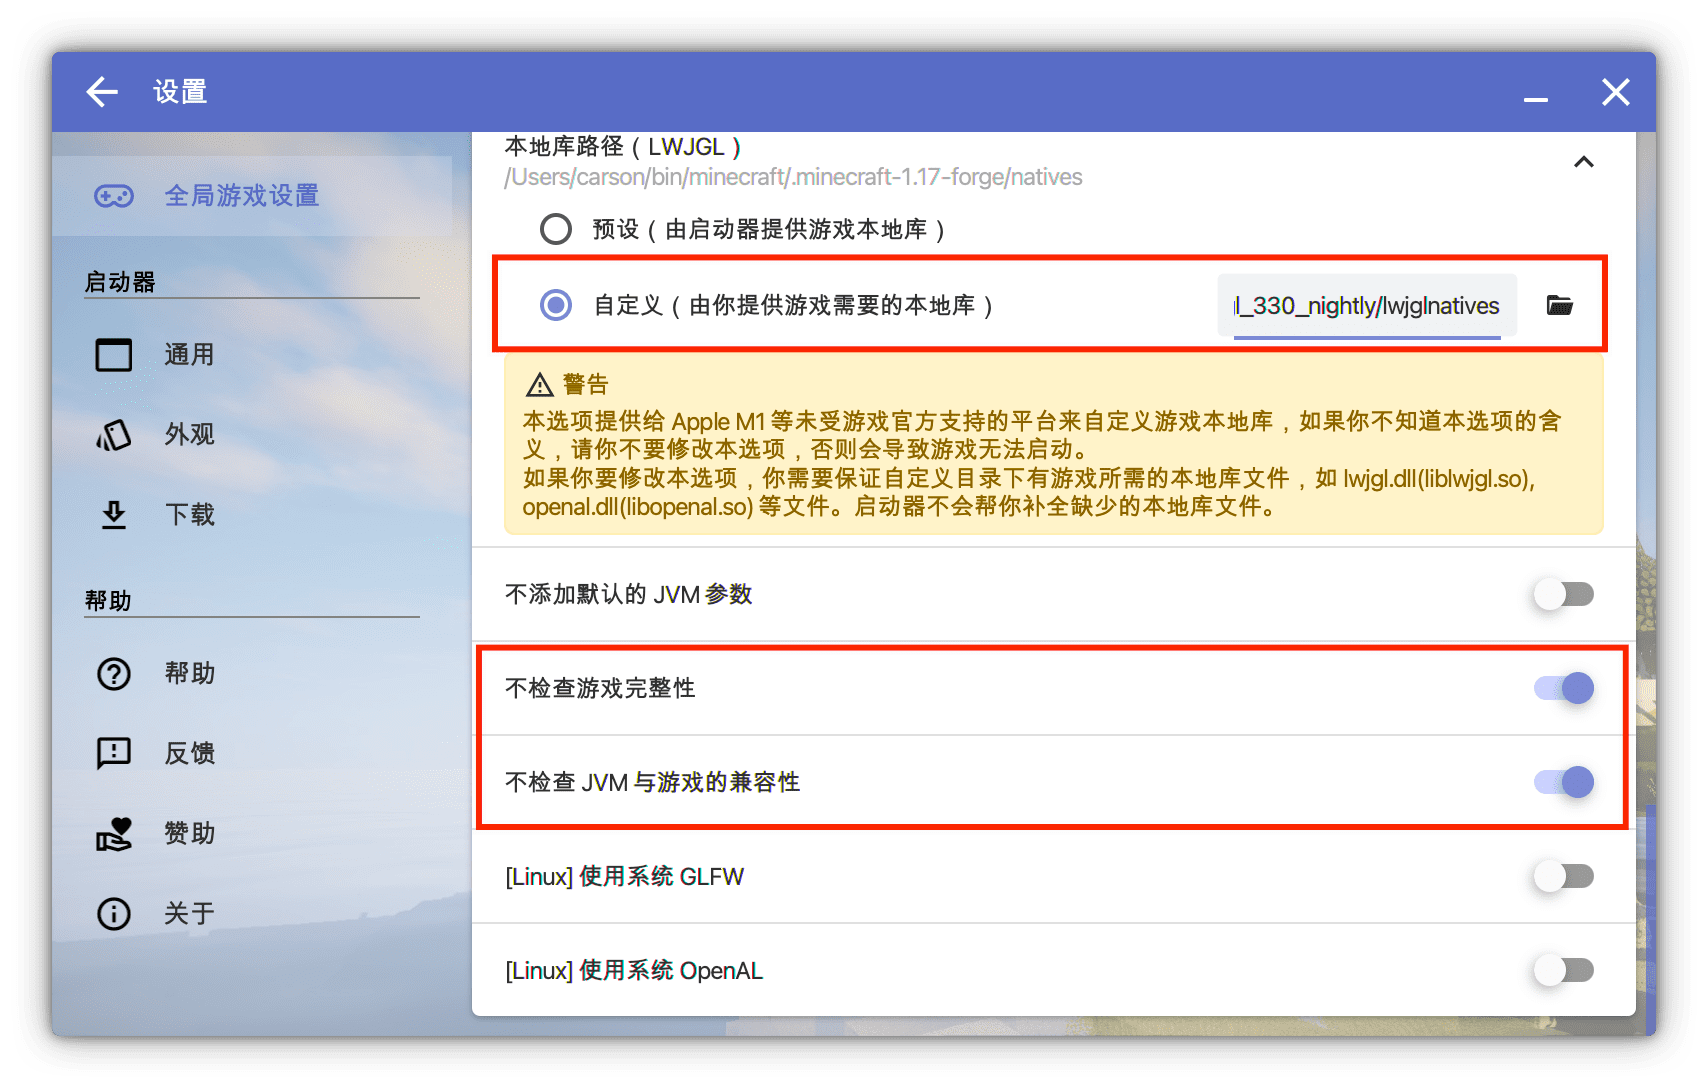 设置
全局游戏设置
启动器
通用
外观
下载
帮助
帮助
反馈
赞助
关于
本地库路径（LWJGL）
/Users/carson/bin/minecraft/.minecraft-1.17-forge/natives
预设（由启动器提供游戏本地库）
自定义（由你提供游戏需要的本地库）
l_330_nightly/lwjglnatives
警告
本选项提供给 Apple M1 等未受游戏官方支持的平台来自定义游戏本地库，如果你不知道本选项的含
义，请你不要修改本选项，否则会导致游戏无法启动。
如果你要修改本选项，你需要保证自定义目录下有游戏所需的本地库文件，如 lwjgl.dll(liblwjgl.so),
openal.dll(libopenal.so) 等文件。启动器不会帮你补全缺少的本地库文件。
不添加默认的 JVM 参数
不检查游戏完整性
不检查 JVM 与游戏的兼容性
[Linux] 使用系统 GLFW
[Linux] 使用系统 OpenAL